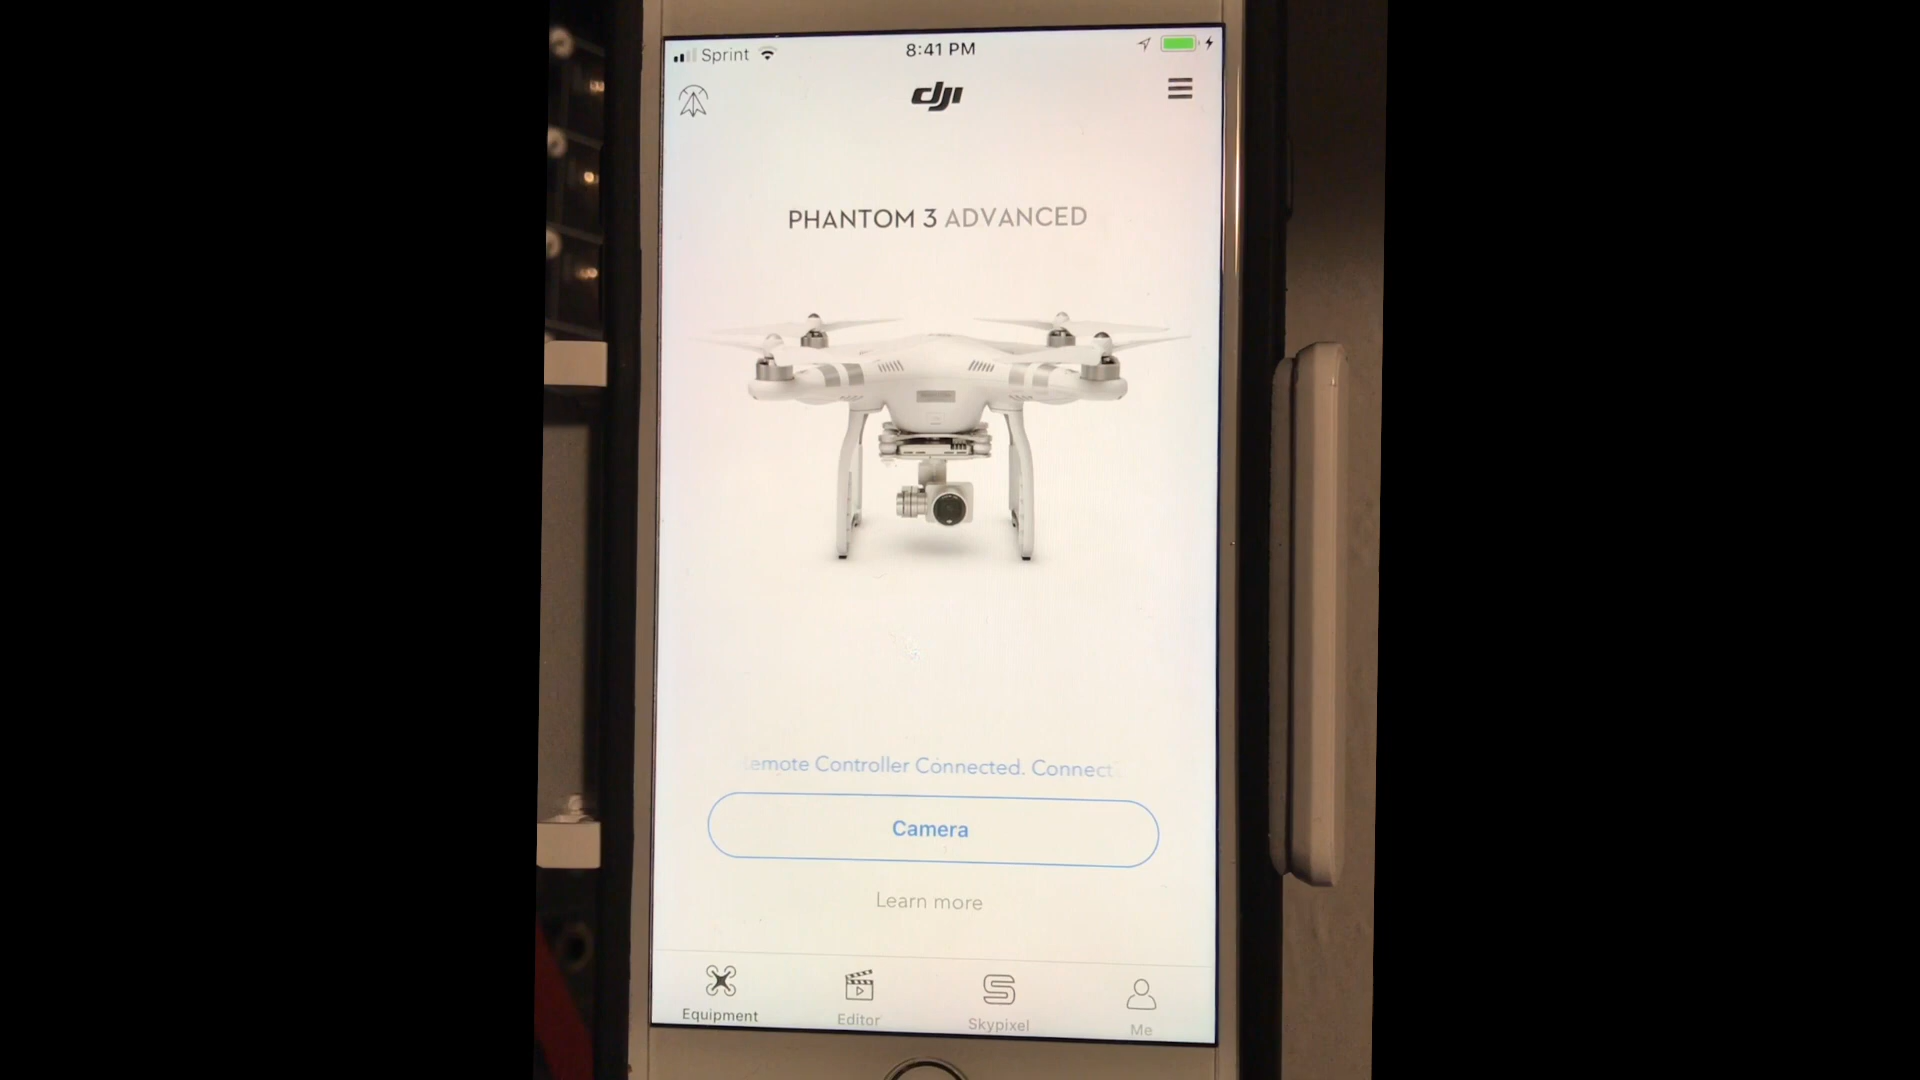 Sprint 8:41 PM
dji
PHANTOM 3 ADVANCED
emote Controller Connected. Connect
Camera
Learn more
Equipment Editor Skypixel Me